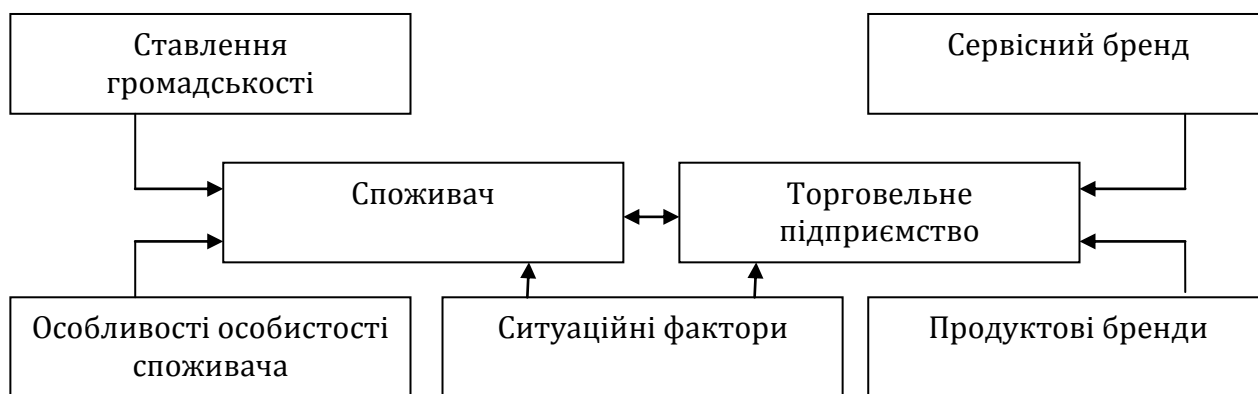 Ставлення
громадськості
Сервісний бренд
Споживач
Торговельне
підприємство
Особливості особистості
споживача
Ситуаційні фактори
Продуктові бренди